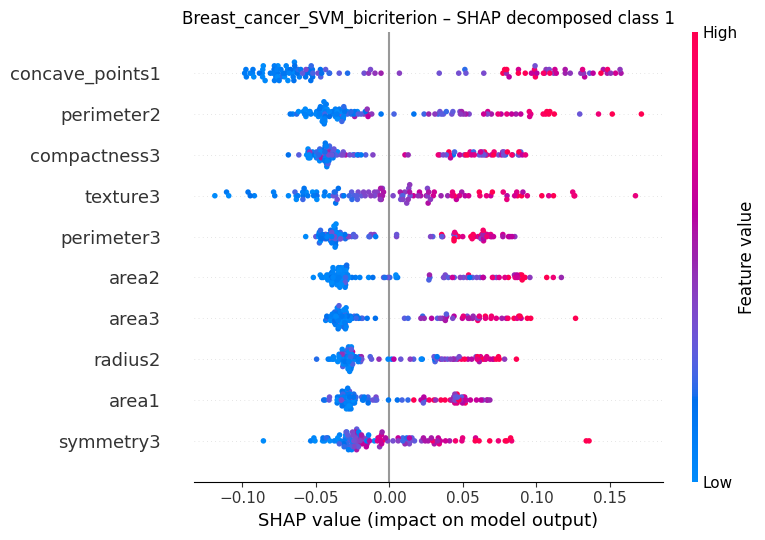 Breast_cancer_SVM_bicriterion – SHAP decomposed class 1
High
concave_points1
perimeter2
compactness3
texture3
perimeter3
area2
area3
radius2
area1
symmetry3
Feature value
Low
−0.10 −0.05 0.00 0.05 0.10 0.15
SHAP value (impact on model output)